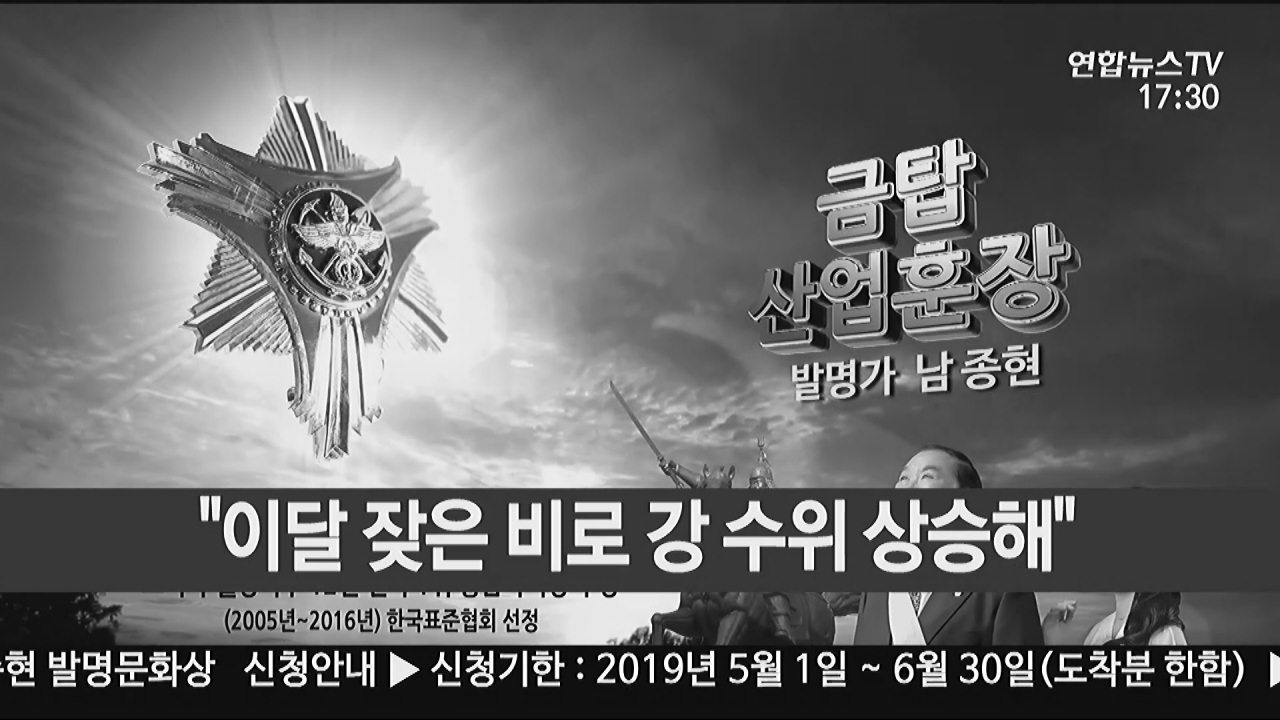 연합뉴스TV
17:30
금탑
산업훈장
발명가 남종현
"이달 잦은 비로 강 수위 상승해"
(2005년~2016년) 한국표준협회 선정
현 발명문화상 신청안내 ▶ 신청기한 : 2019년 5월 1일 ~ 6월 30일(도착분 한함)